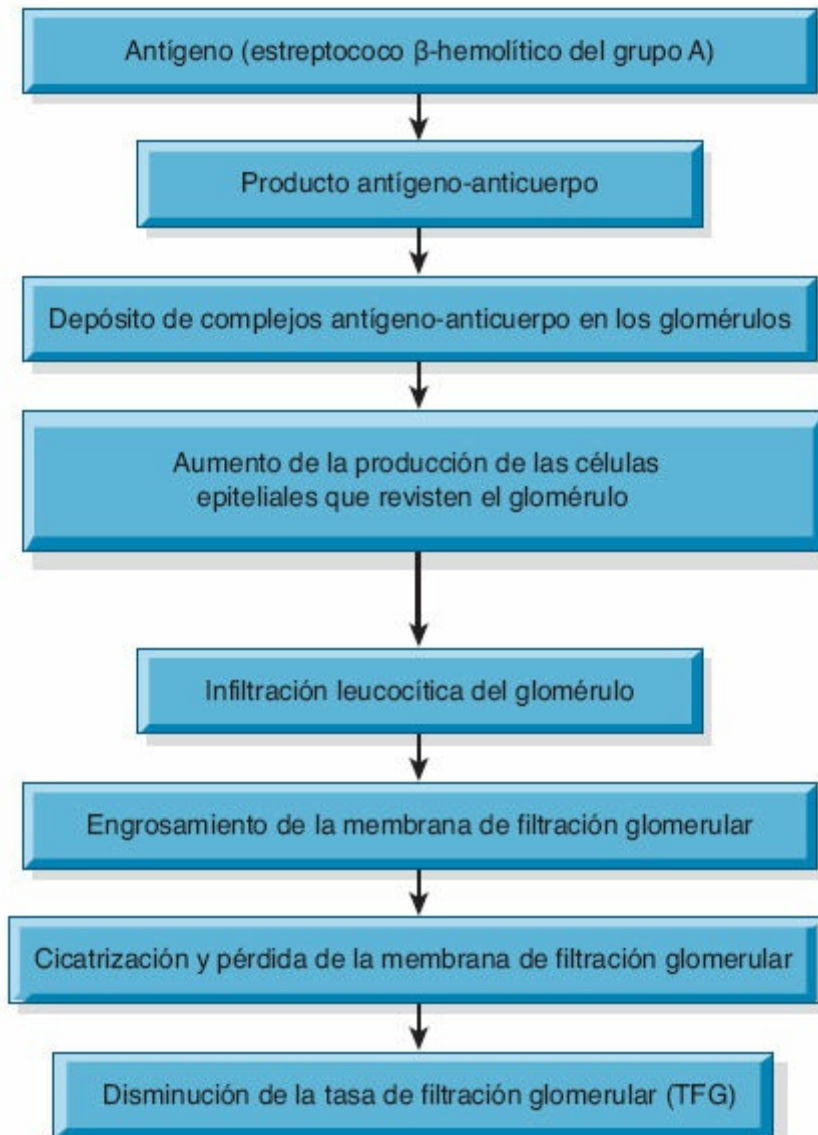 Antígeno (estreptococo β-hemolítico del grupo A)
Producto antígeno-anticuerpo
Depósito de complejos antígeno-anticuerpo en los glomérulos
Aumento de la producción de las células
epiteliales que revisten el glomérulo
Infiltración leucocítica del glomérulo
Engrosamiento de la membrana de filtración glomerular
Cicatrización y pérdida de la membrana de filtración glomerular
Disminución de la tasa de filtración glomerular (TFG)